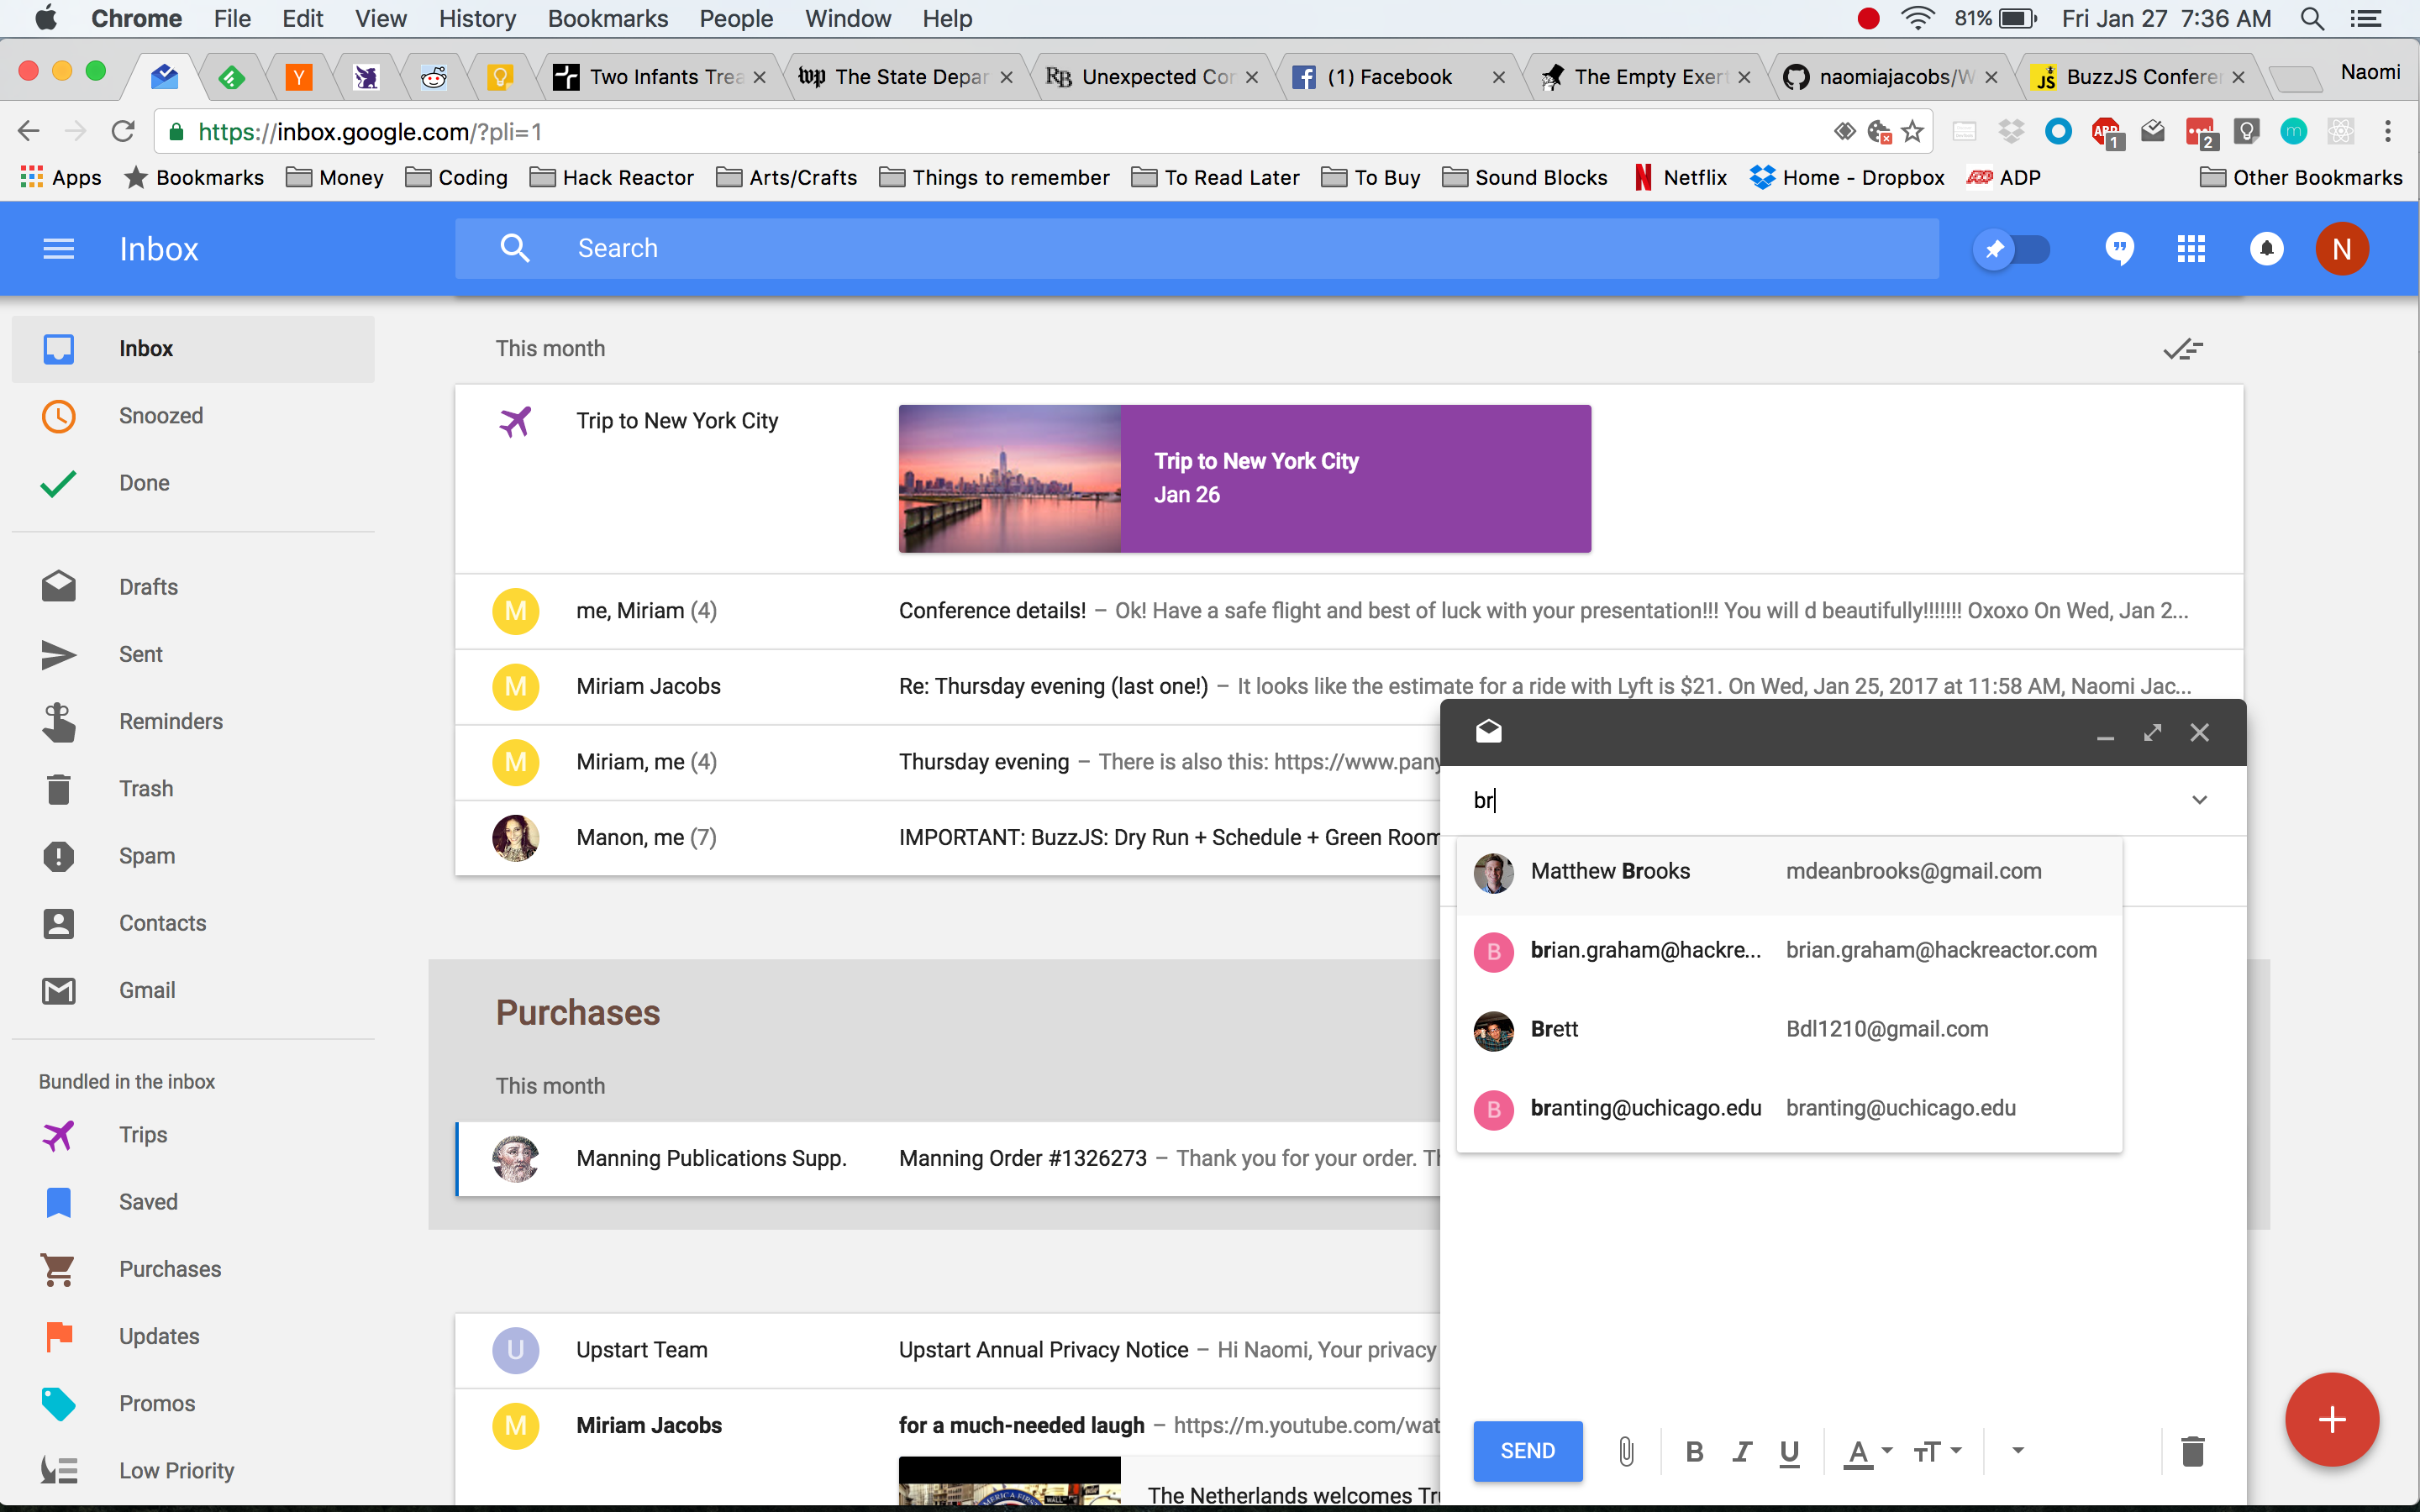 Chrome File Edit View History Bookmarks People Window Help 81% Fri Jan 27 7:36 AM
Two Infants Trea The State Depar Unexpected Cor (1) Facebook The Empty Exert naomiajacobs/W BuzzJS Conferer Naomi
https://inbox.google.com/?pli=1
Apps Bookmarks Money Coding Hack Reactor Arts/Crafts Things to remember To Read Later To Buy Sound Blocks Netflix Home - Dropbox ADP Other Bookmarks
Inbox Search N
Inbox
Snoozed
Done
Drafts
Sent
Reminders
Trash
Spam
Contacts
Gmail
Bundled in the inbox
Trips
Saved
Purchases
Updates
Promos
Low Priority
This month
Trip to New York City
Trip to New York City
Jan 26
M me, Miriam (4) Conference details! – Ok! Have a safe flight and best of luck with your presentation!!! You will d beautifully!!!!!!! Oxoxo On Wed, Jan 2...
M Miriam Jacobs Re: Thursday evening (last one!) – It looks like the estimate for a ride with Lyft is $21. On Wed, Jan 25, 2017 at 11:58 AM, Naomi Jac...
M Miriam, me (4) Thursday evening – There is also this: https://www.pany
Manon, me (7) IMPORTANT: BuzzJS: Dry Run + Schedule + Green Room
Purchases
This month
Manning Publications Supp. Manning Order #1326273 – Thank you for your order. Th
U Upstart Team Upstart Annual Privacy Notice – Hi Naomi, Your privacy
M Miriam Jacobs for a much-needed laugh – https://m.youtube.com/wat
The Netherlands welcomes Tru
br
Matthew Brooks mdeanbrooks@gmail.com
B brian.graham@hackre... brian.graham@hackreactor.com
Brett Bdl1210@gmail.com
B branting@uchicago.edu branting@uchicago.edu
SEND B I U A TT